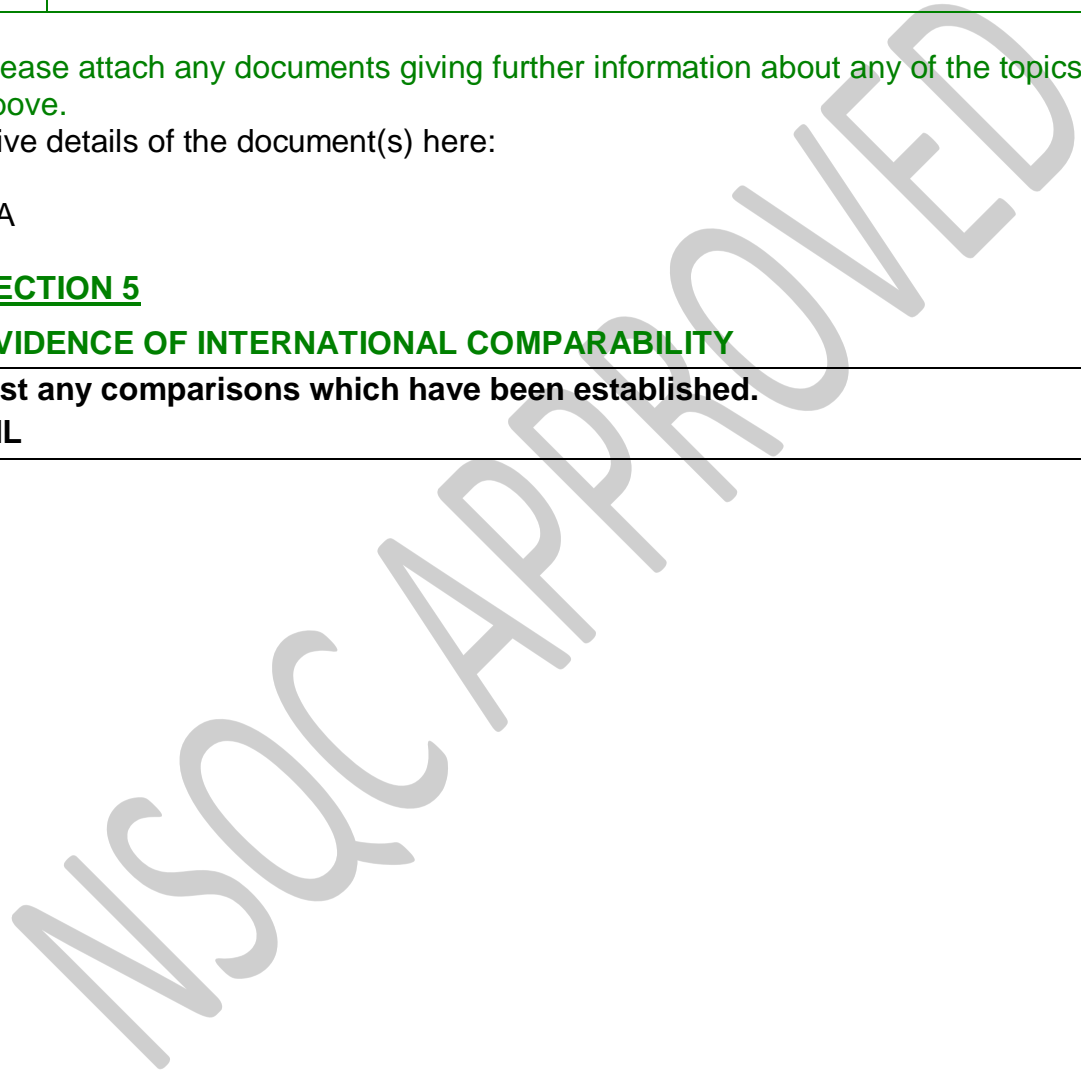 lease attach any documents giving further information about any of the topics
bove.
ive details of the document(s) here:
A
ECTION 5
VIDENCE OF INTERNATIONAL COMPARABILITY
st any comparisons which have been established.
IL
NSQC APPROVED